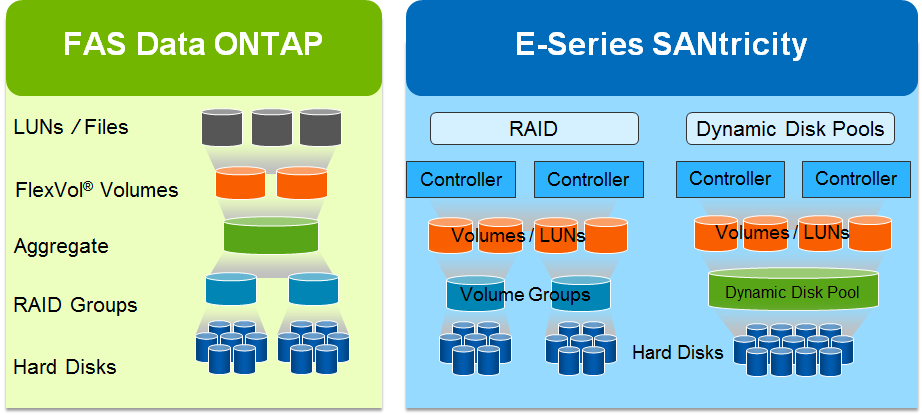 FAS Data ONTAP
LUNs / Files
FlexVol® Volumes
Aggregate
RAID Groups
Hard Disks
E-Series SANtricity
RAID
Dynamic Disk Pools
Controller
Controller
Controller
Controller
Volumes / LUNs
Volumes / LUNs
Volume Groups
Dynamic Disk Pool
Hard Disks